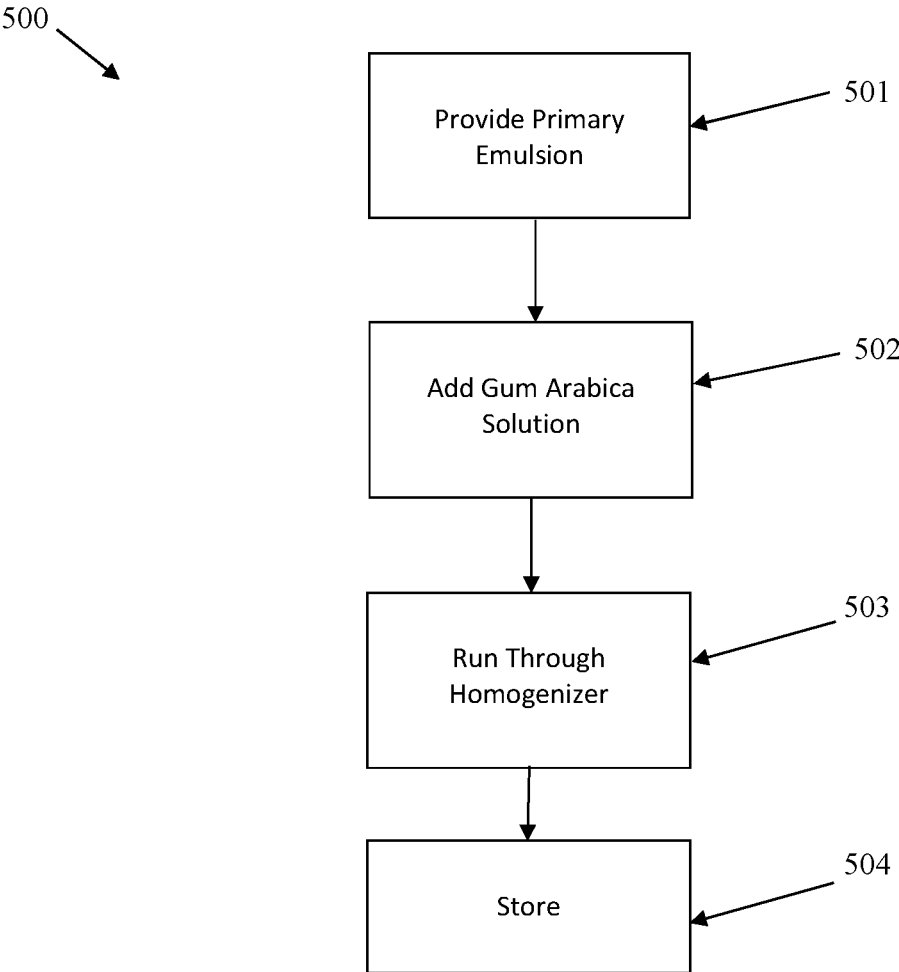 500
501
Provide Primary
Emulsion
502
Add Gum Arabica
Solution
503
Run Through
Homogenizer
504
Store